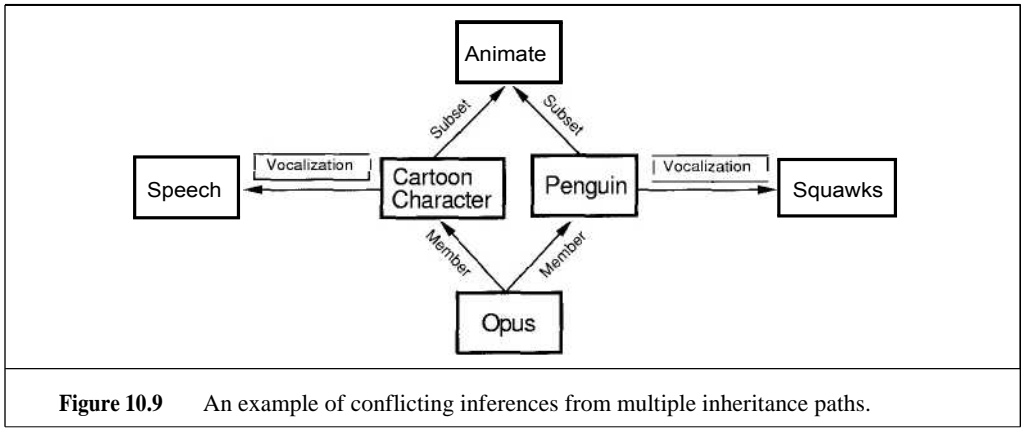 Animate
Subset
Subset
Vocalization
Vocalization
Speech
Cartoon
Character
Penguin
Squawks
Member
Member
Opus
Figure 10.9 An example of conflicting inferences from multiple inheritance paths.